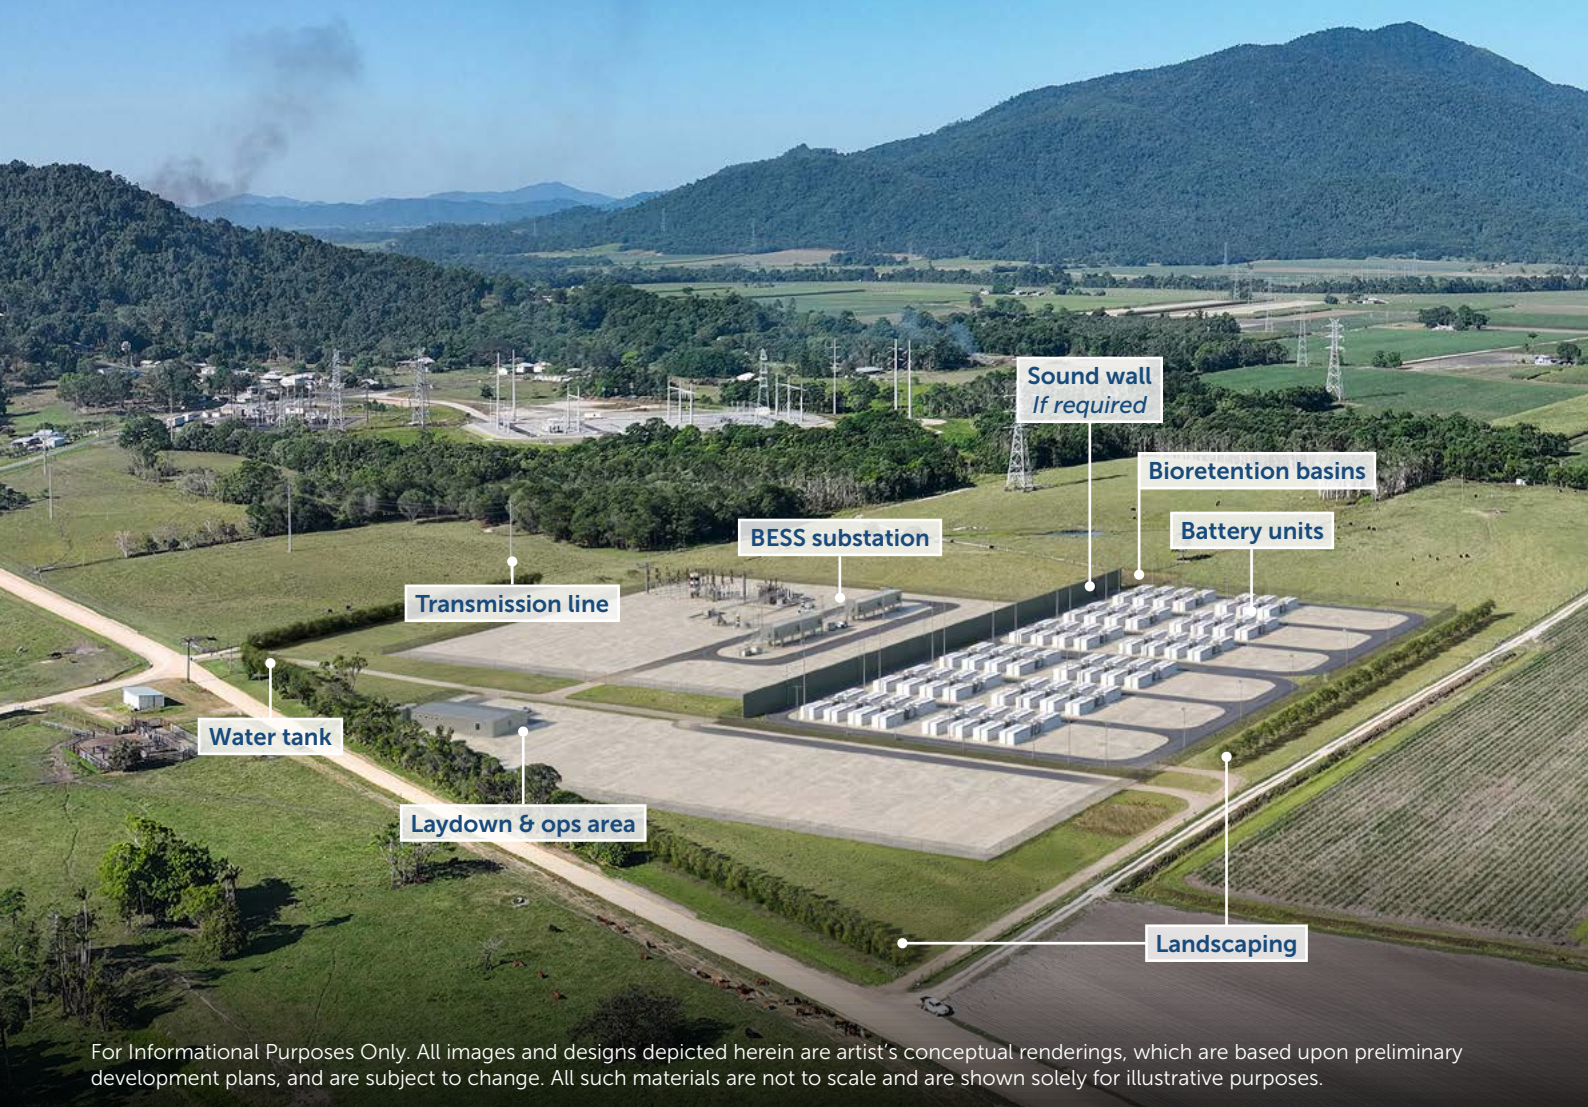 Sound wall
If required
Bioretention basins
Battery units
BESS substation
Transmission line
Water tank
Laydown & ops area
Landscaping
For Informational Purposes Only. All images and designs depicted herein are artist's conceptual renderings, which are based upon preliminary
development plans, and are subject to change. All such materials are not to scale and are shown solely for illustrative purposes.